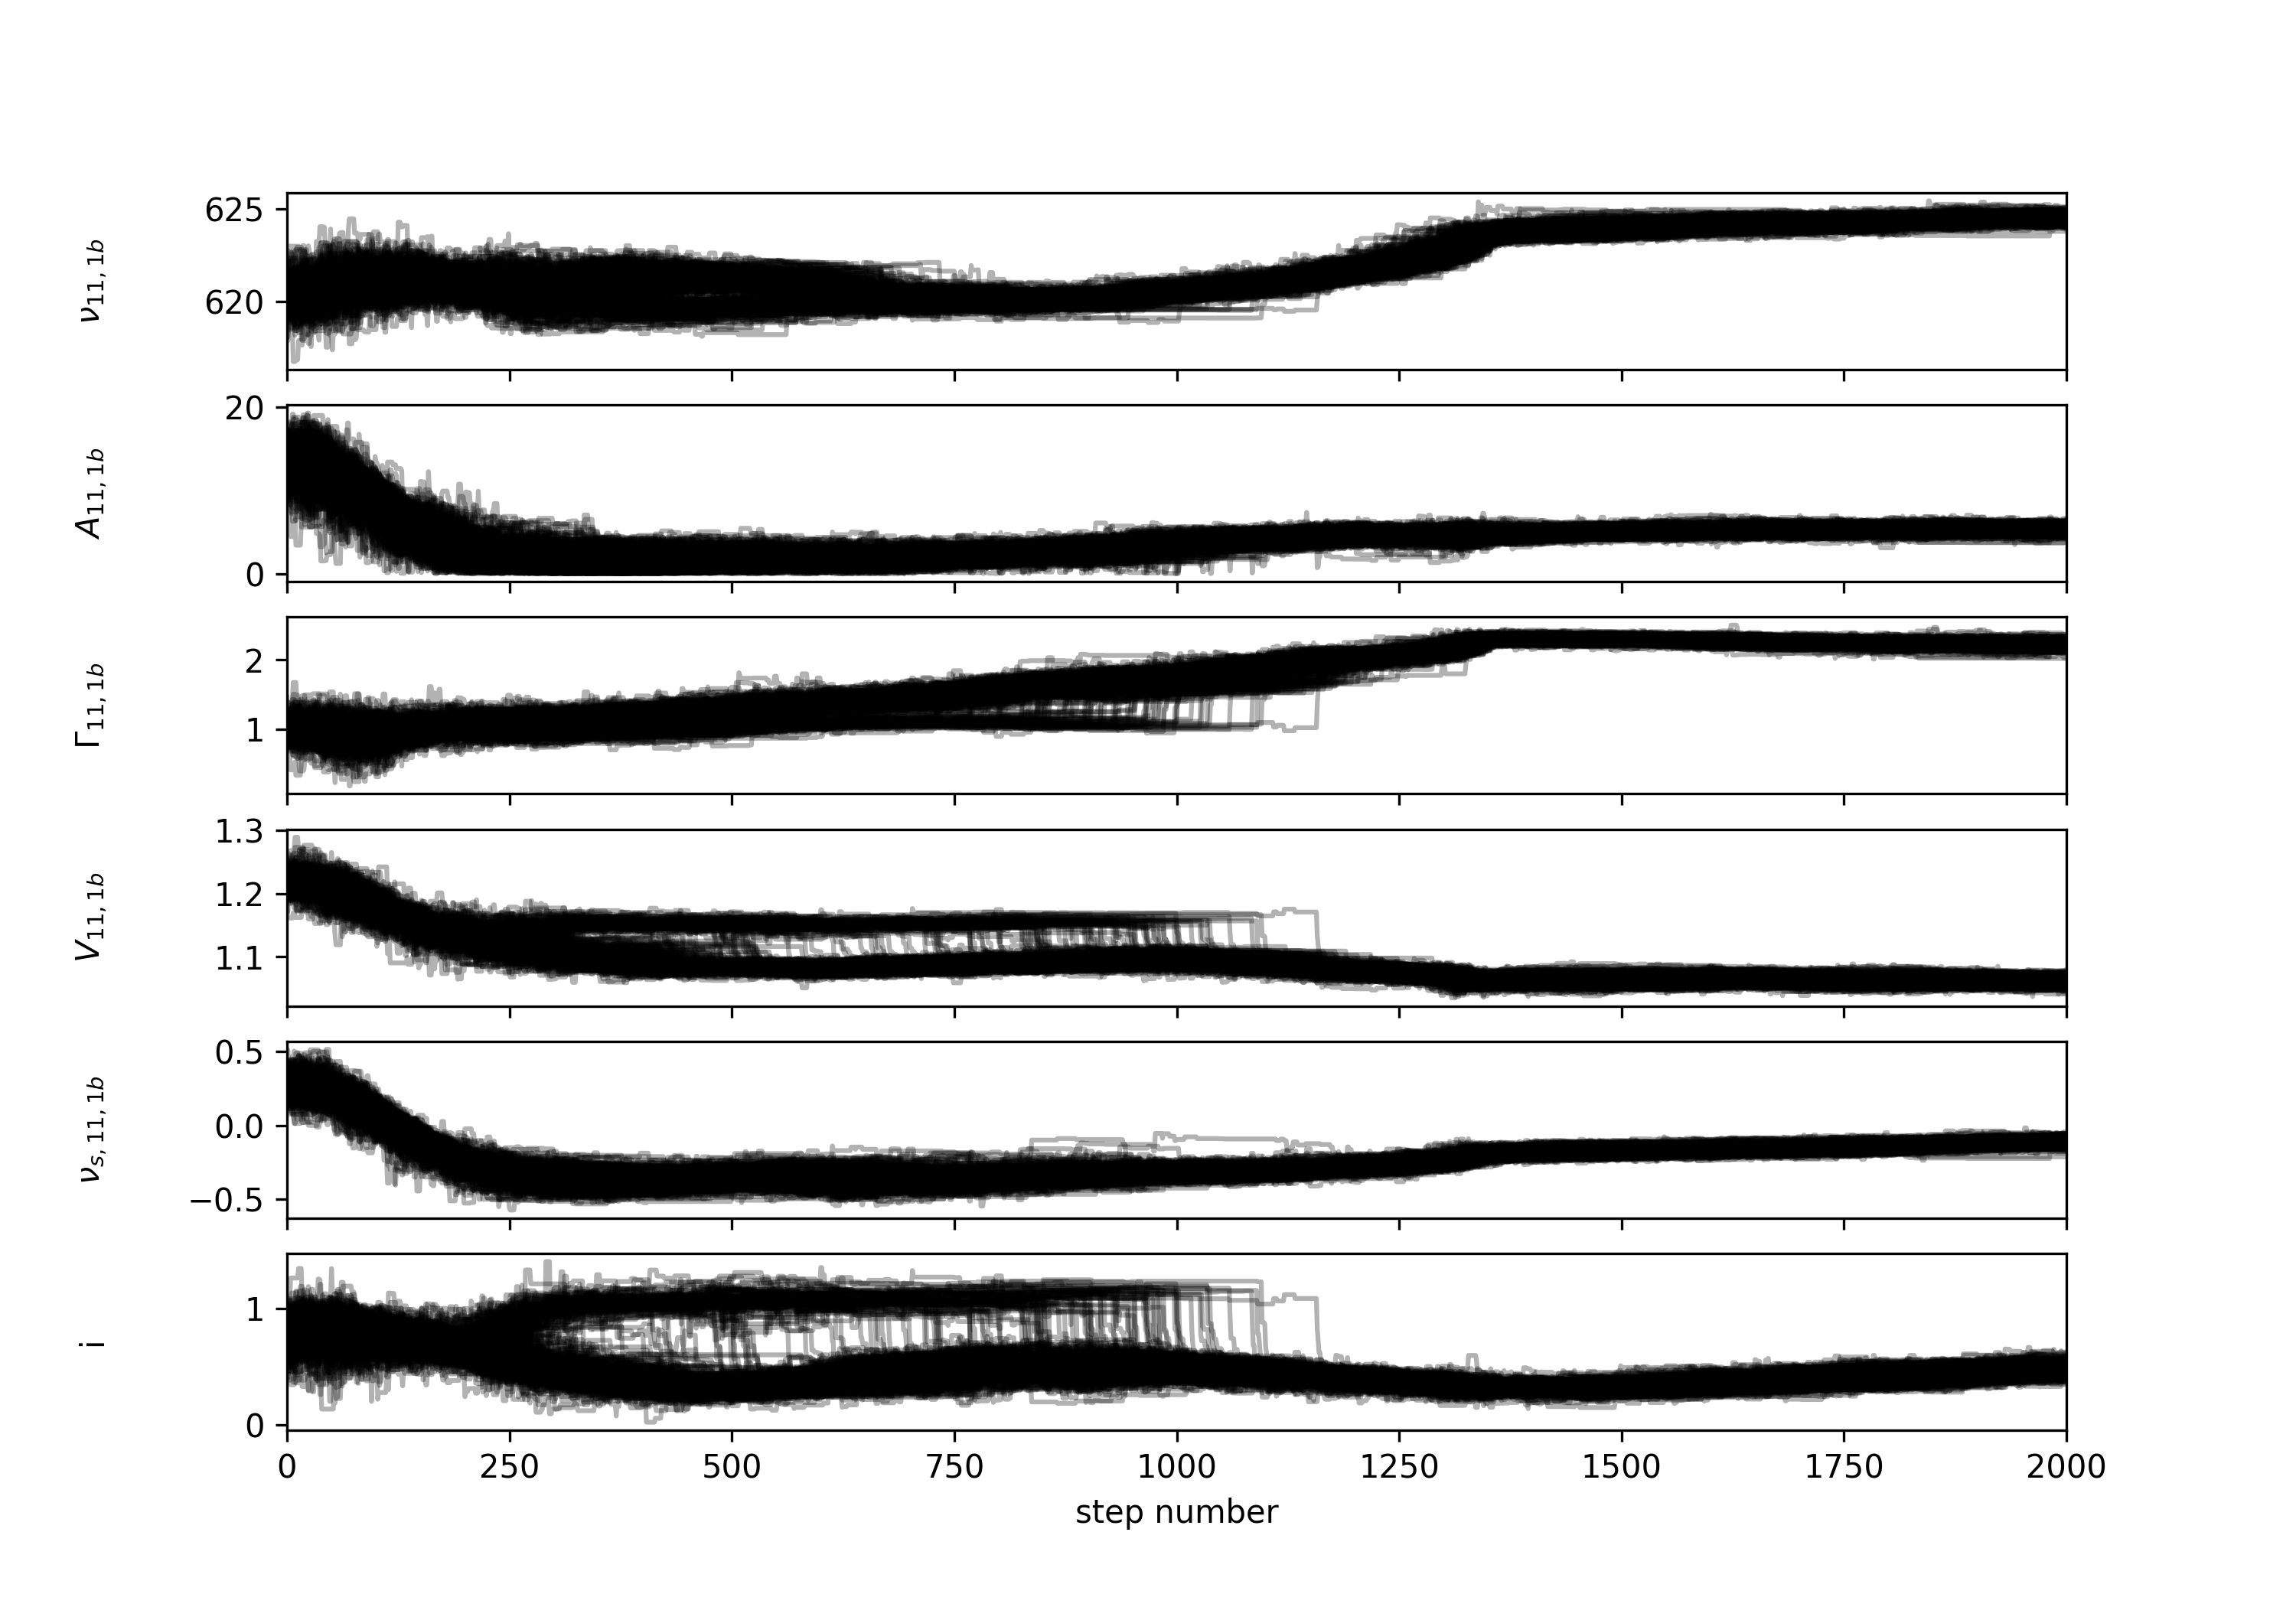 625
620
ν₁₁,₁b
20
0
A₁₁,₁b
2
1
Γ₁₁,₁b
1.3
1.2
1.1
V₁₁,₁b
0.5
0.0
−0.5
νs,₁₁,₁b
1
0
i
0 250 500 750 1000 1250 1500 1750 2000
step number